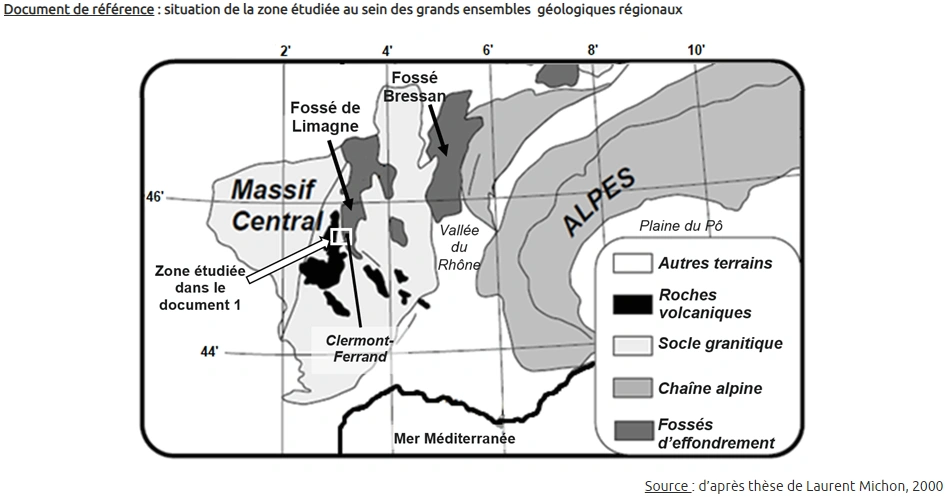 Document de référence : situation de la zone étudiée au sein des grands ensembles géologiques régionaux
2'
4'
6'
8'
10'
Fossé
Bressan
Fossé de
Limagne
Massif
Central
46'
ALPES
Plaine du Pô
Vallée
du
Rhône
Zone étudiée
dans le
document 1
Clermont-
Ferrand
44'
Mer Méditerranée
Autres terrains
Roches
volcaniques
Socle granitique
Chaîne alpine
Fossés
d'effondrement
Source : d'après thèse de Laurent Michon, 2000